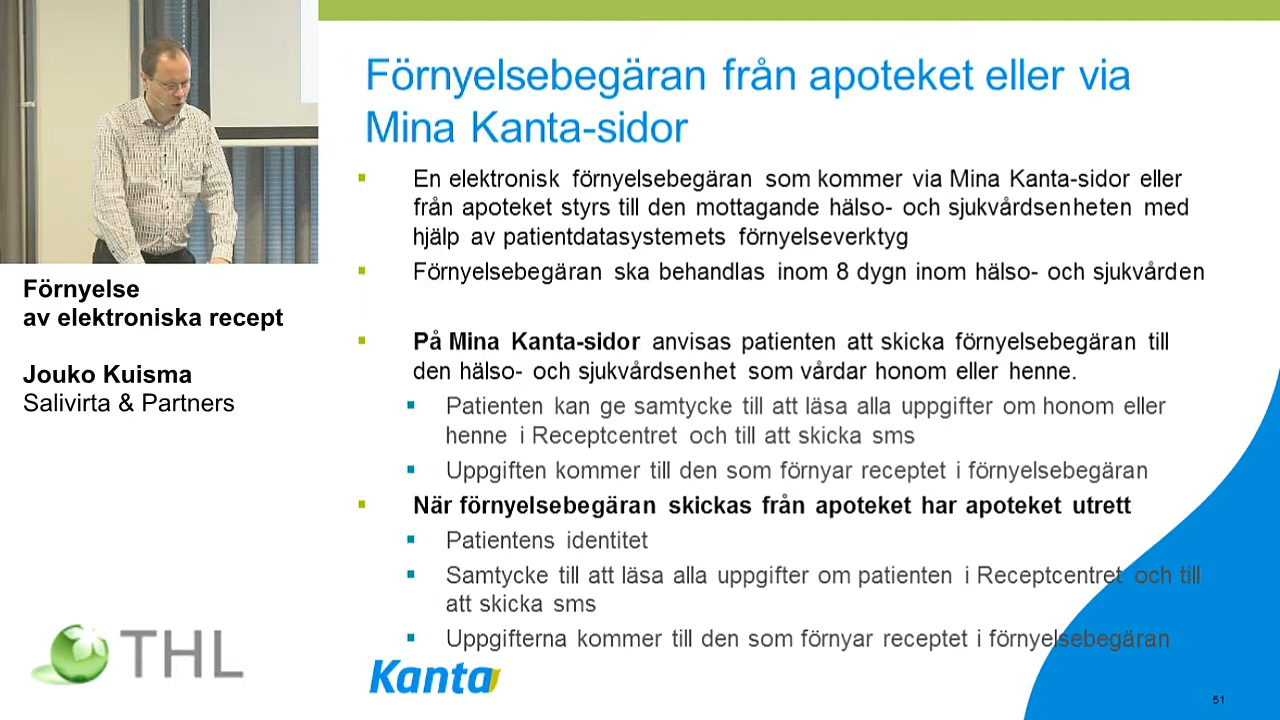 Förnyelsebegäran från apoteket eller via
Mina Kanta-sidor
En elektronisk förnyelsebegäran som kommer via Mina Kanta-sidor eller
från apoteket styrs till den mottagande hälso- och sjukvårdsenheten med
hjälp av patientdatasystemets förnyelseverktyg
Förnyelsebegäran ska behandlas inom 8 dygn inom hälso- och sjukvården
På Mina Kanta-sidor anvisas patienten att skicka förnyelsebegäran till
den hälso- och sjukvårdsenhet som vårdar honom eller henne.
Patienten kan ge samtycke till att läsa alla uppgifter om honom eller
henne i Receptcentret och till att skicka sms
Uppgiften kommer till den som förnyar receptet i förnyelsebegäran
När förnyelsebegäran skickas från apoteket har apoteket utrett
Patientens identitet
Samtycke till att läsa alla uppgifter om patienten i Receptcentret och till
att skicka sms
Uppgifterna kommer till den som förnyar receptet i förnyelsebegäran
Förnyelse
av elektroniska recept
Jouko Kuisma
Salivirta & Partners
THL
Kanta
51